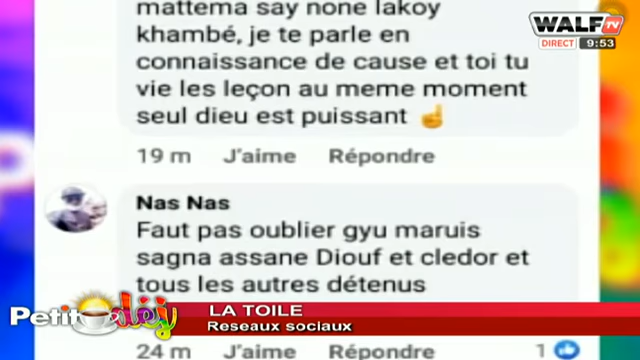 mattema say none lakoy
khambé, je te parle en
connaissance de cause et toi tu
vie les leçon au meme moment
seul dieu est puissant ☝
19 m J'aime Répondre
Nas Nas
Faut pas oublier gyu maruis
sagna assane Diouf et cledor et
tous les autres détenus
24 m J'aime Répondre 1
WALF TV
DIRECT 9:53
Petit déj
LA TOILE
Reseaux sociaux